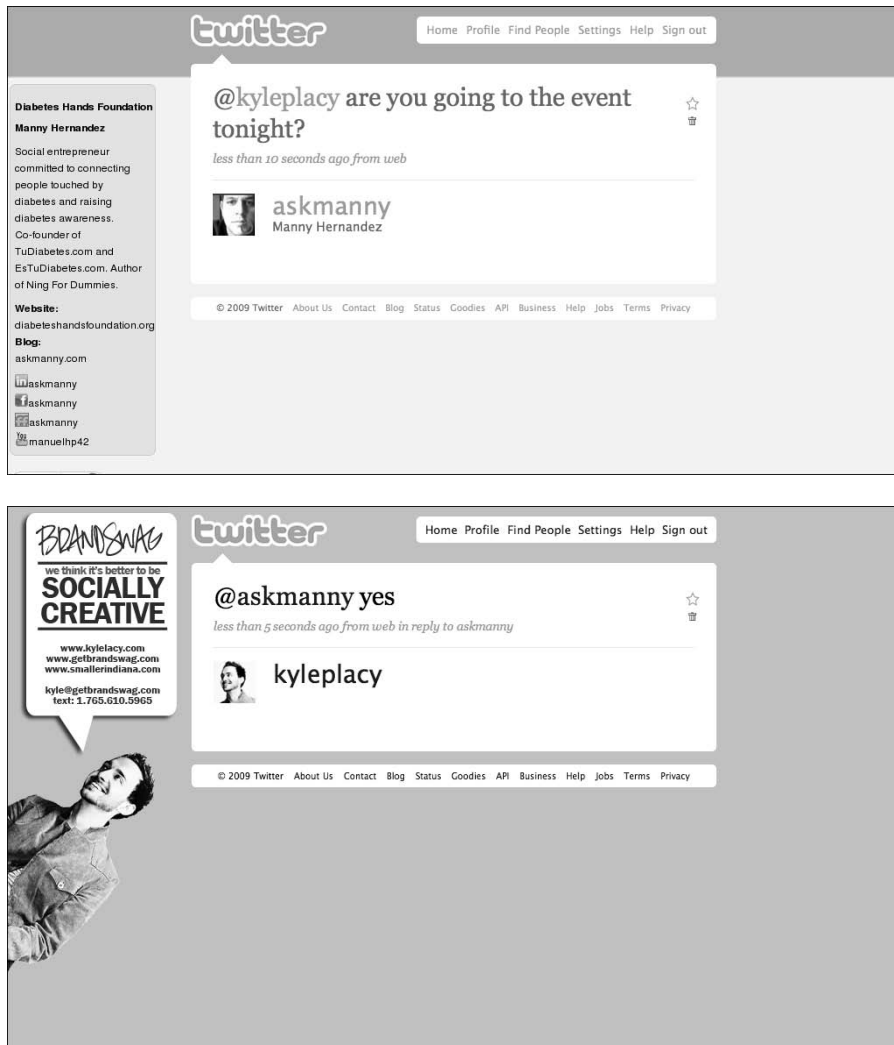 twitter
Home Profile Find People Settings Help Sign out
@kyleplacy are you going to the event
tonight?
less than 10 seconds ago from web
askmanny
Manny Hernandez
© 2009 Twitter About Us Contact Blog Status Goodies API Business Help Jobs Terms Privacy
Diabetes Hands Foundation
Manny Hernandez
Social entrepreneur
committed to connecting
people touched by
diabetes and raising
diabetes awareness.
Co-founder of
TuDiabetes.com and
EsTuDiabetes.com. Author
of Ning For Dummies.
Website:
diabeteshandsfoundation.org
Blog:
askmanny.com
in askmanny
f askmanny
askmanny
You manuelhp42
BRANDSWAG
we think it's better to be
SOCIALLY
CREATIVE
www.kylelacy.com
www.getbrandswag.com
www.smallerindiana.com
kyle@getbrandswag.com
text: 1.765.610.5965
twitter
Home Profile Find People Settings Help Sign out
@askmanny yes
less than 5 seconds ago from web in reply to askmanny
kyleplacy
© 2009 Twitter About Us Contact Blog Status Goodies API Business Help Jobs Terms Privacy